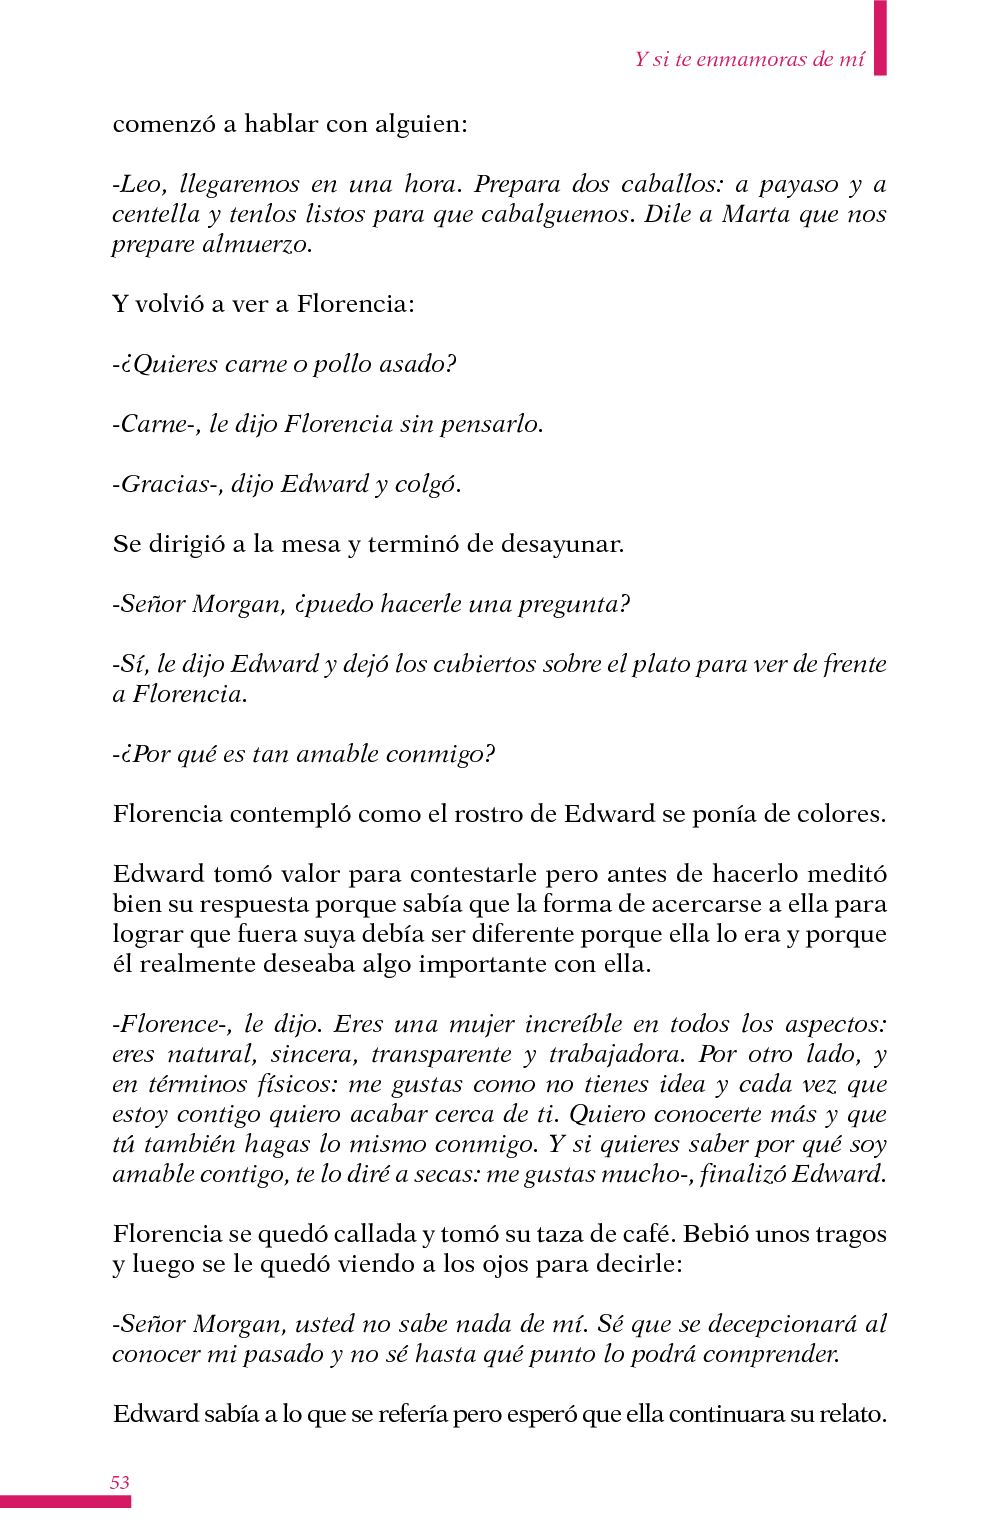 Y si te enmamoras de mí
comenzó a hablar con alguien:
-Leo, llegaremos en una hora. Prepara dos caballos: a payaso y a
centella y tenlos listos para que cabalguemos. Dile a Marta que nos
prepare almuerzo.
Y volvió a ver a Florencia:
-¿Quieres carne o pollo asado?
-Carne-, le dijo Florencia sin pensarlo.
-Gracias-, dijo Edward y colgó.
Se dirigió a la mesa y terminó de desayunar.
-Señor Morgan, ¿puedo hacerle una pregunta?
-Sí, le dijo Edward y dejó los cubiertos sobre el plato para ver de frente
a Florencia.
-¿Por qué es tan amable conmigo?
Florencia contempló como el rostro de Edward se ponía de colores.
Edward tomó valor para contestarle pero antes de hacerlo meditó
bien su respuesta porque sabía que la forma de acercarse a ella para
lograr que fuera suya debía ser diferente porque ella lo era y porque
él realmente deseaba algo importante con ella.
-Florence-, le dijo. Eres una mujer increíble en todos los aspectos:
eres natural, sincera, transparente y trabajadora. Por otro lado, y
en términos físicos: me gustas como no tienes idea y cada vez que
estoy contigo quiero acabar cerca de ti. Quiero conocerte más y que
tú también hagas lo mismo conmigo. Y si quieres saber por qué soy
amable contigo, te lo diré a secas: me gustas mucho-, finalizó Edward.
Florencia se quedó callada y tomó su taza de café. Bebió unos tragos
y luego se le quedó viendo a los ojos para decirle:
-Señor Morgan, usted no sabe nada de mí. Sé que se decepcionará al
conocer mi pasado y no sé hasta qué punto lo podrá comprender.
Edward sabía a lo que se refería pero esperó que ella continuara su relato.
53